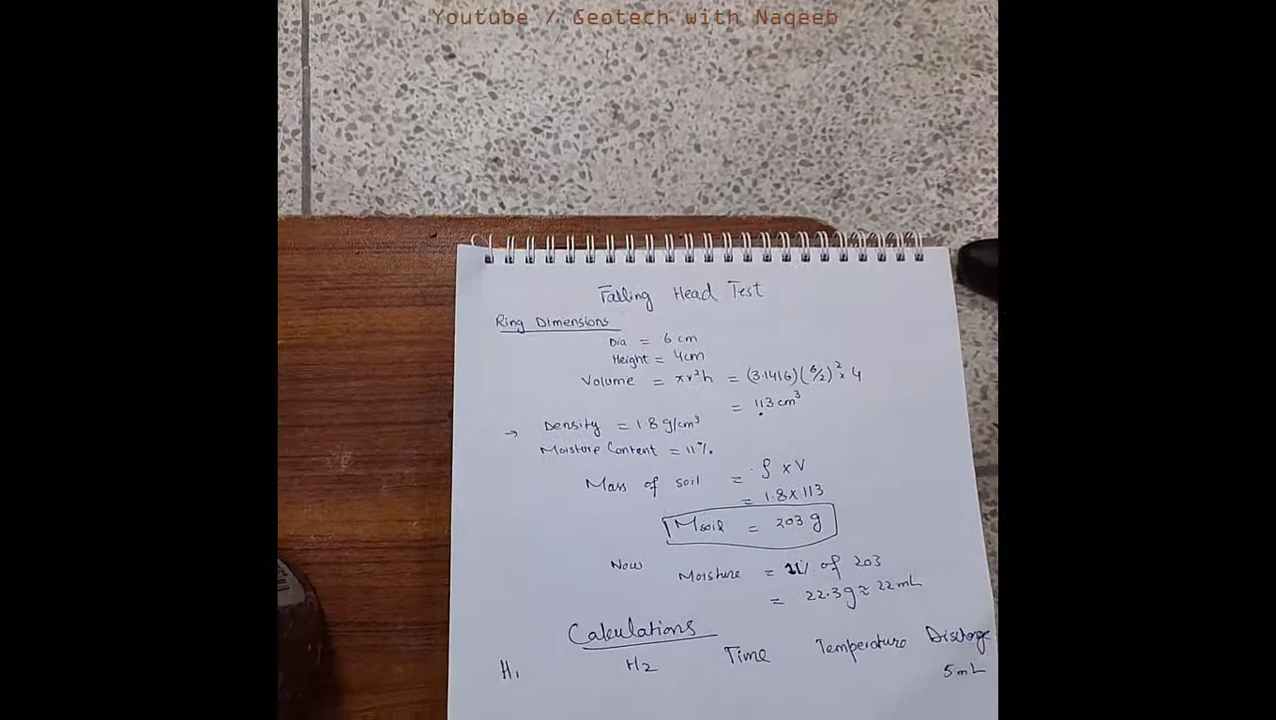 Youtube / Geotech with Naqeeb
Falling Head Test
Ring Dimensions
Dia = 6 cm
Height = 4cm
Volume = πr²h = (3.1416)(6/2)² x 4
= 113 cm³
→ Density = 1.8 g/cm³
Moisture Content = 11%.
Mass of soil = ρ x V
= 1.8 x 113
Msoil = 203 g
Now Moisture = 11% of 203
= 22.3g ≈ 22mL
Calculations
H1 H2 Time Temperature Discharge
5mL